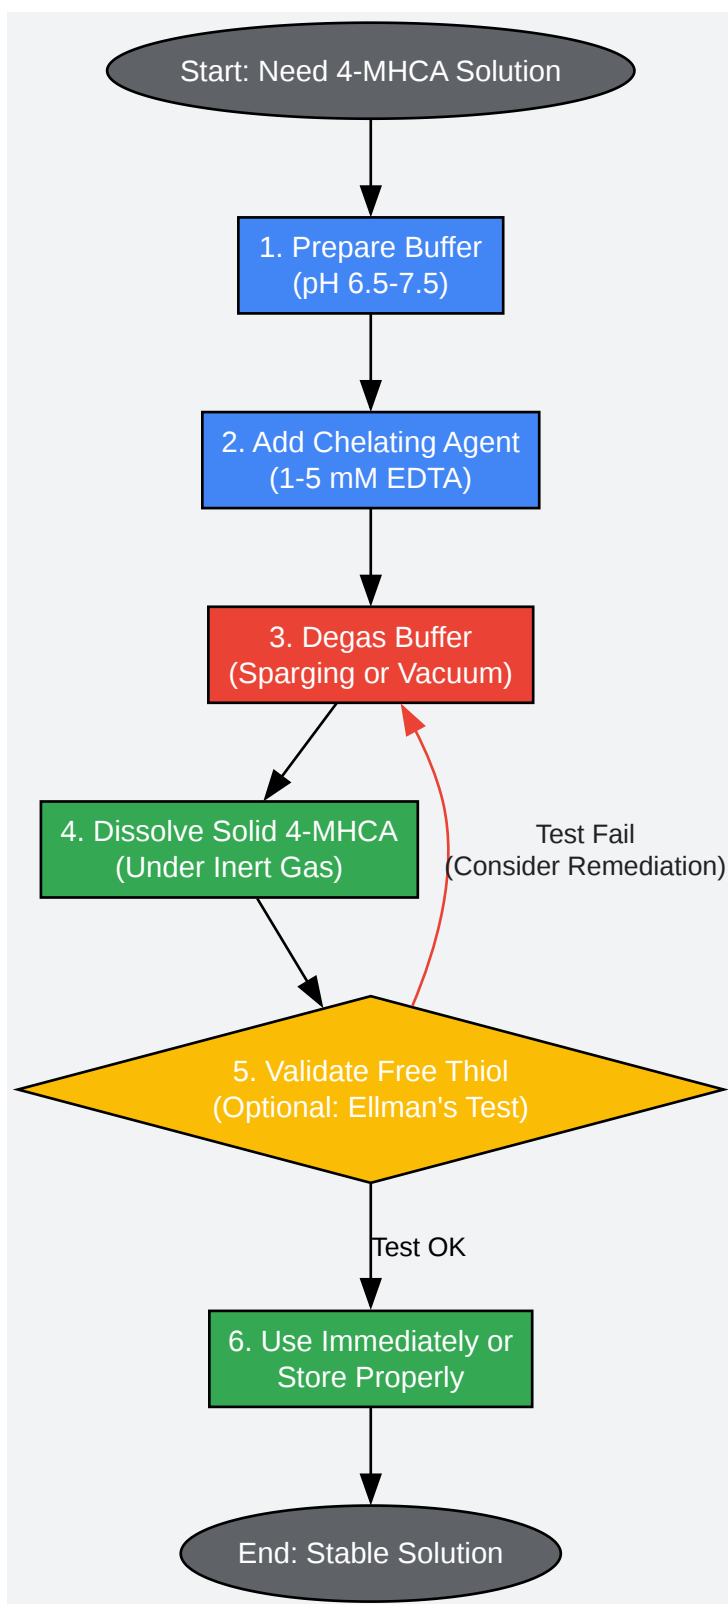 Start: Need 4-MHCA Solution
1. Prepare Buffer
(pH 6.5-7.5)
2. Add Chelating Agent
(1-5 mM EDTA)
3. Degas Buffer
(Sparging or Vacuum)
4. Dissolve Solid 4-MHCA
(Under Inert Gas)
Test Fail
(Consider Remediation)
5. Validate Free Thiol
(Optional: Ellman's Test)
Test OK
6. Use Immediately or
Store Properly
End: Stable Solution